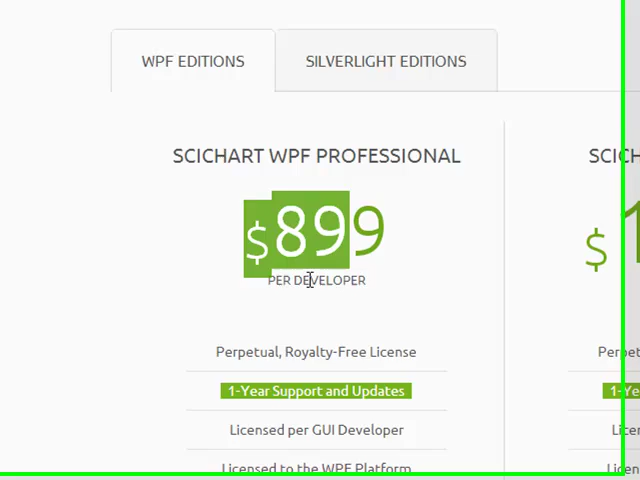 WPF EDITIONS
SILVERLIGHT EDITIONS
SCICHART WPF PROFESSIONAL
$899
PER DEVELOPER
Perpetual, Royalty-Free License
1-Year Support and Updates
Licensed per GUI Developer
Licensed to the WPF Platform
$